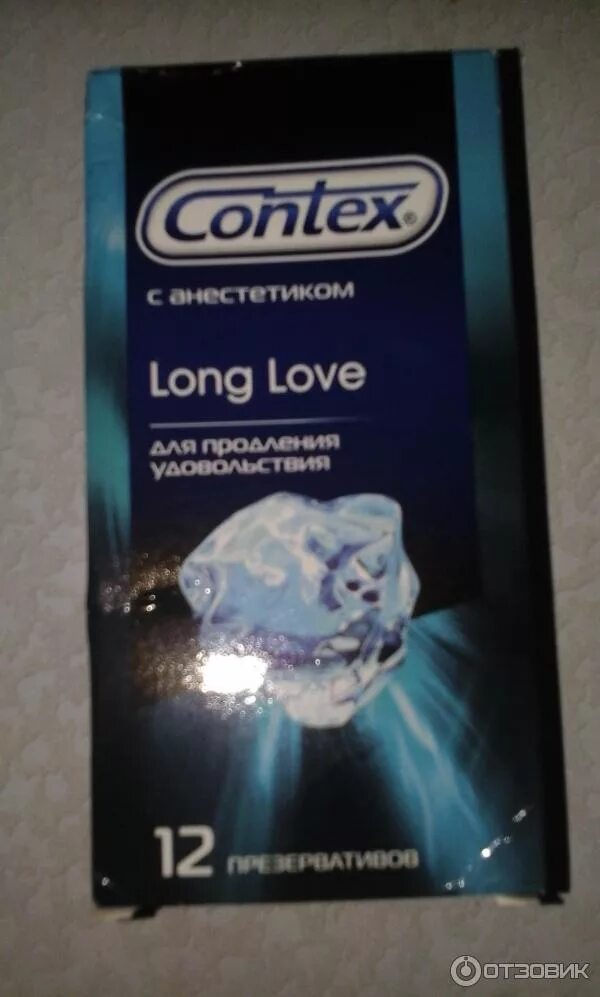 Contex®
с анестетиком
Long Love
для продления
удовольствия
12 презервативов
ОТЗОВИК